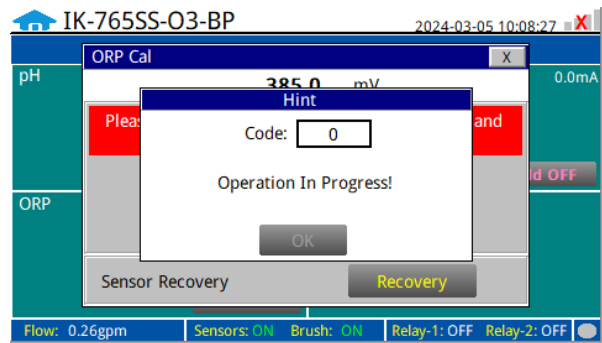 IK-765SS-O3-BP
2024-03-05 10:08:27
X
ORP Cal
X
pH
385.0 mV
0.0mA
Hint
Code: 0
and
Operation In Progress!
OFF
ORP
OK
Sensor Recovery
Recovery
Flow: 0.26gpm
Sensors: ON Brush: ON
Relay-1: OFF Relay-2: OFF